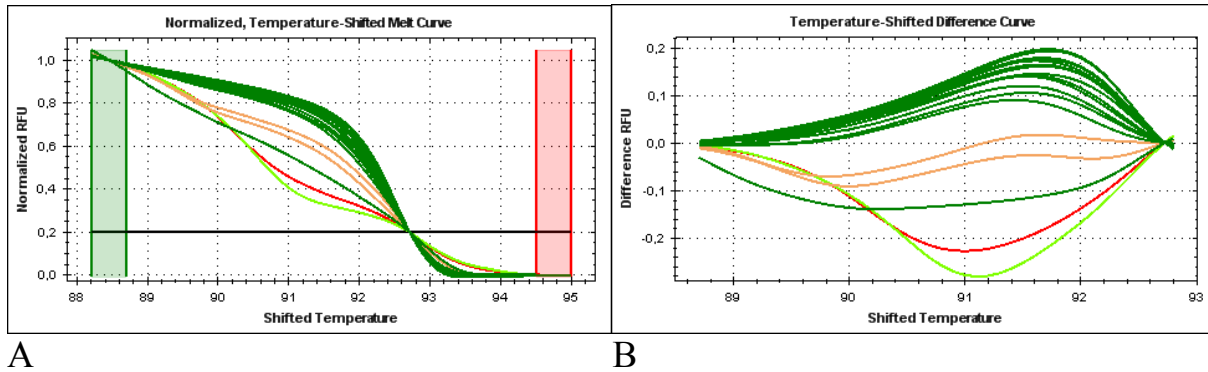 Normalized, Temperature-Shifted Melt Curve
Normalized RFU
1,0
0,8
0,6
0,4
0,2
0,0
88 89 90 91 92 93 94 95
Shifted Temperature
A
Temperature-Shifted Difference Curve
Difference RFU
0,2
0,1
0,0
-0,1
-0,2
89 90 91 92 93
Shifted Temperature
B